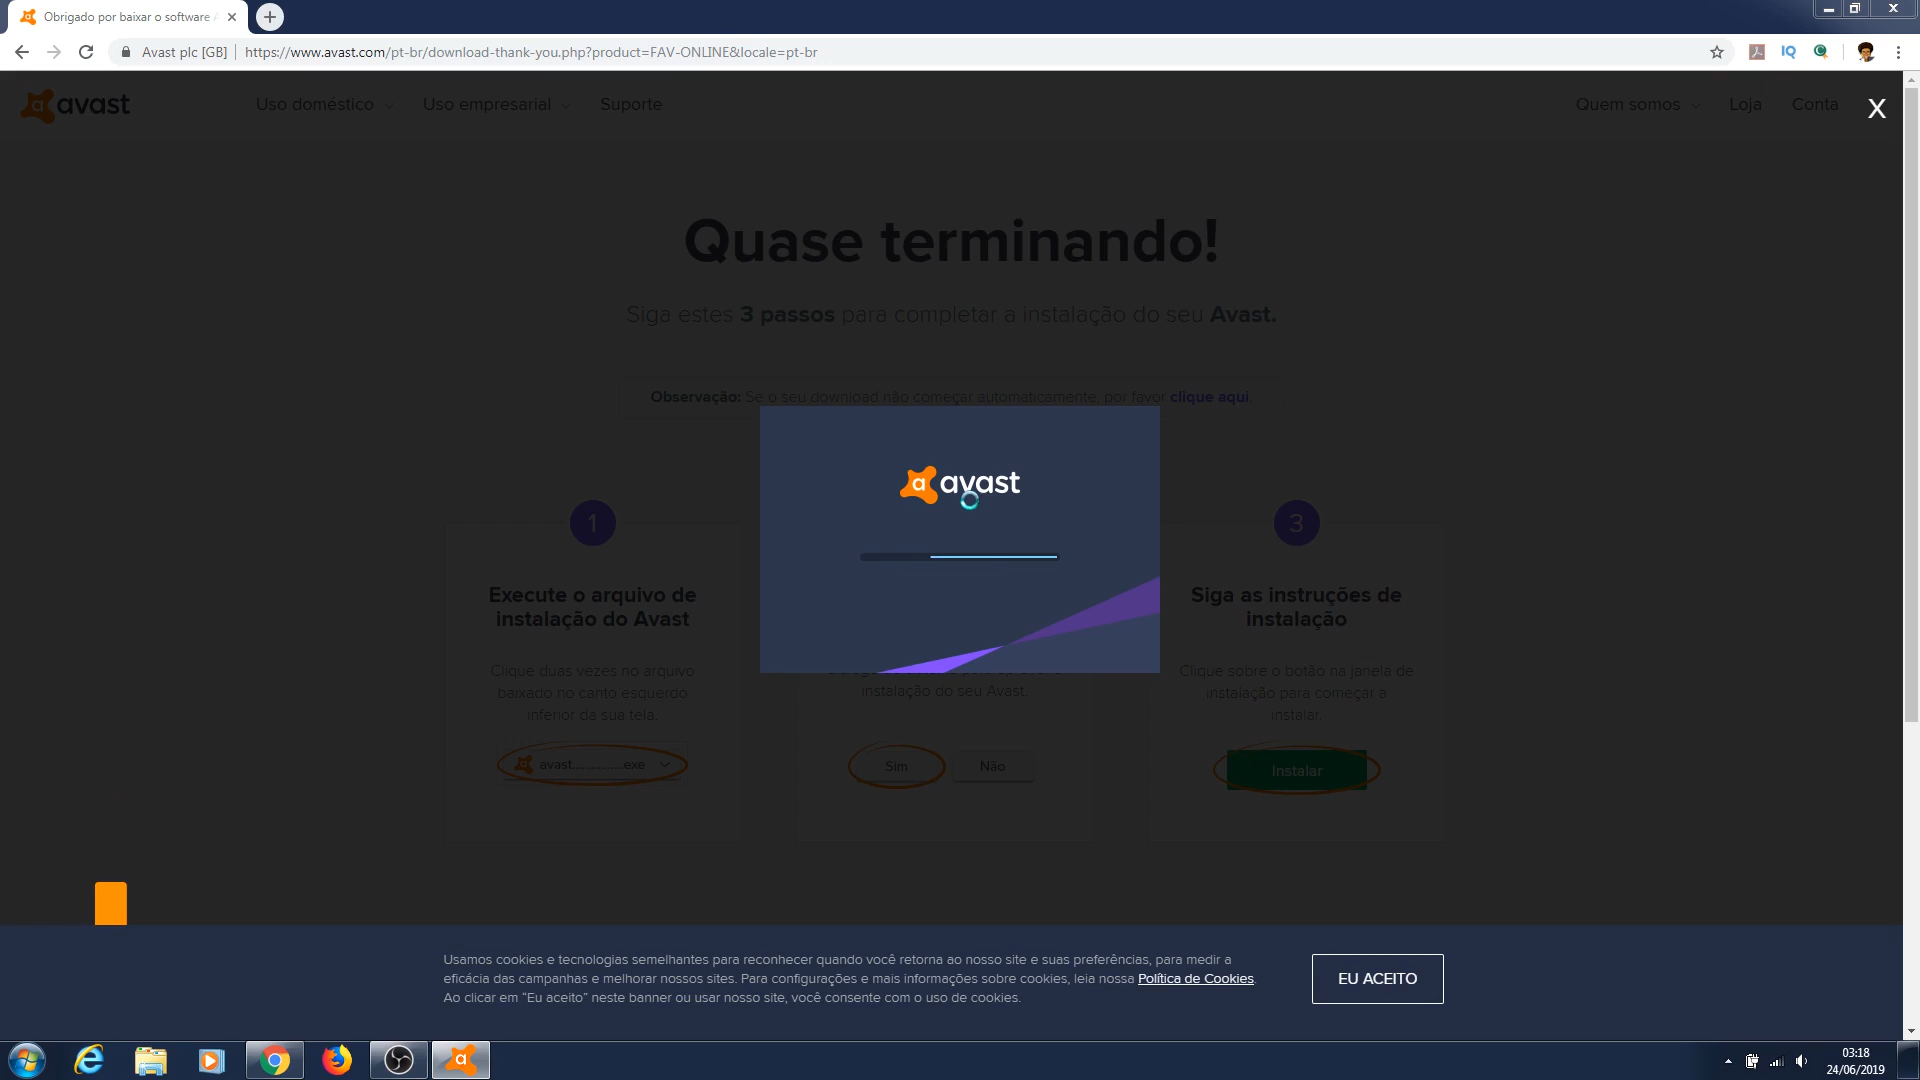 Obrigado por baixar o software
Avast plc [GB]
https://www.avast.com/pt-br/download-thank-you.php?product=FAV-ONLINE&locale=pt-br
IQ
avast
Uso doméstico
Uso empresarial
Suporte
Quem somos
Loja
Conta
X
Quase terminando!
Siga estes 3 passos para completar a instalação do seu Avast.
Observação: Se o seu download não começar automaticamente, por favor clique aqui.
a avast
1
3
Execute o arquivo de
instalação do Avast
Clique duas vezes no arquivo
baixado no canto esquerdo
inferior da sua tela.
avast..............exe
instalação do seu Avast.
Sim
Não
Siga as instruções de
instalação
Clique sobre o botão na janela de
instalação para começar a
instalar.
Instalar
Usamos cookies e tecnologias semelhantes para reconhecer quando você retorna ao nosso site e suas preferências, para medir a
eficácia das campanhas e melhorar nossos sites. Para configurações e mais informações sobre cookies, leia nossa Política de Cookies.
Ao clicar em “Eu aceito” neste banner ou usar nosso site, você consente com o uso de cookies.
EU ACEITO
03:18
24/06/2019